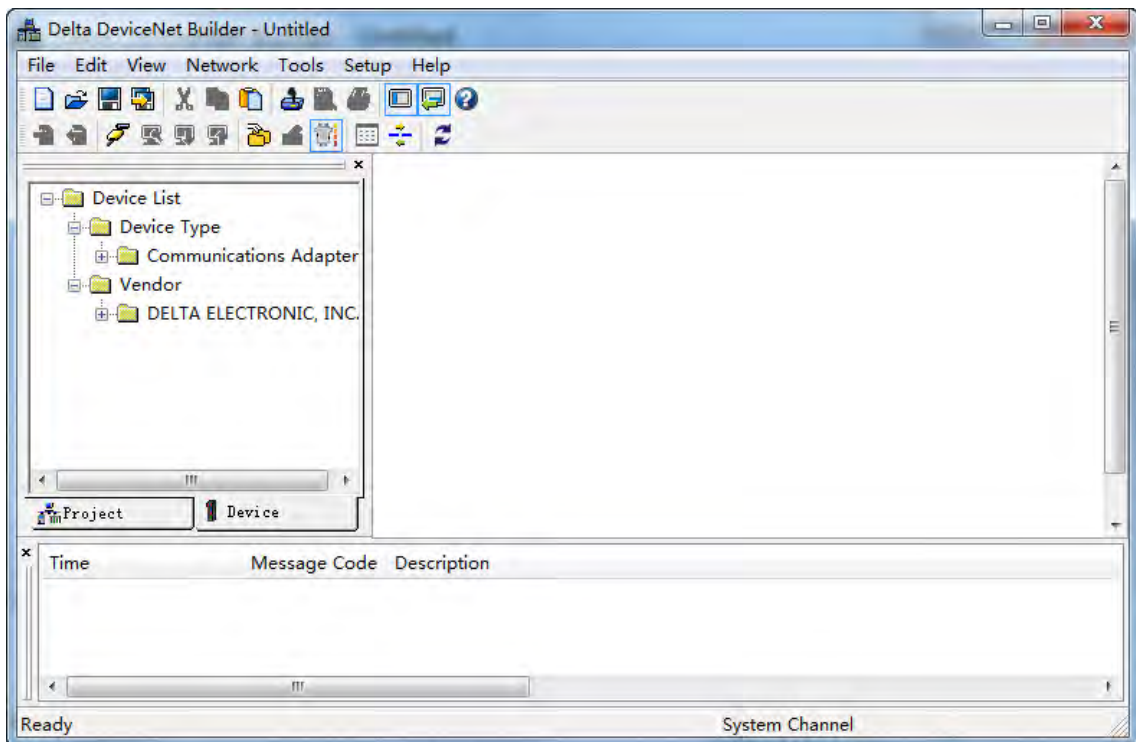 Delta DeviceNet Builder - Untitled
File Edit View Network Tools Setup Help
Device List
Device Type
Communications Adapter
Vendor
DELTA ELECTRONIC, INC.
Project Device
Time Message Code Description
Ready System Channel